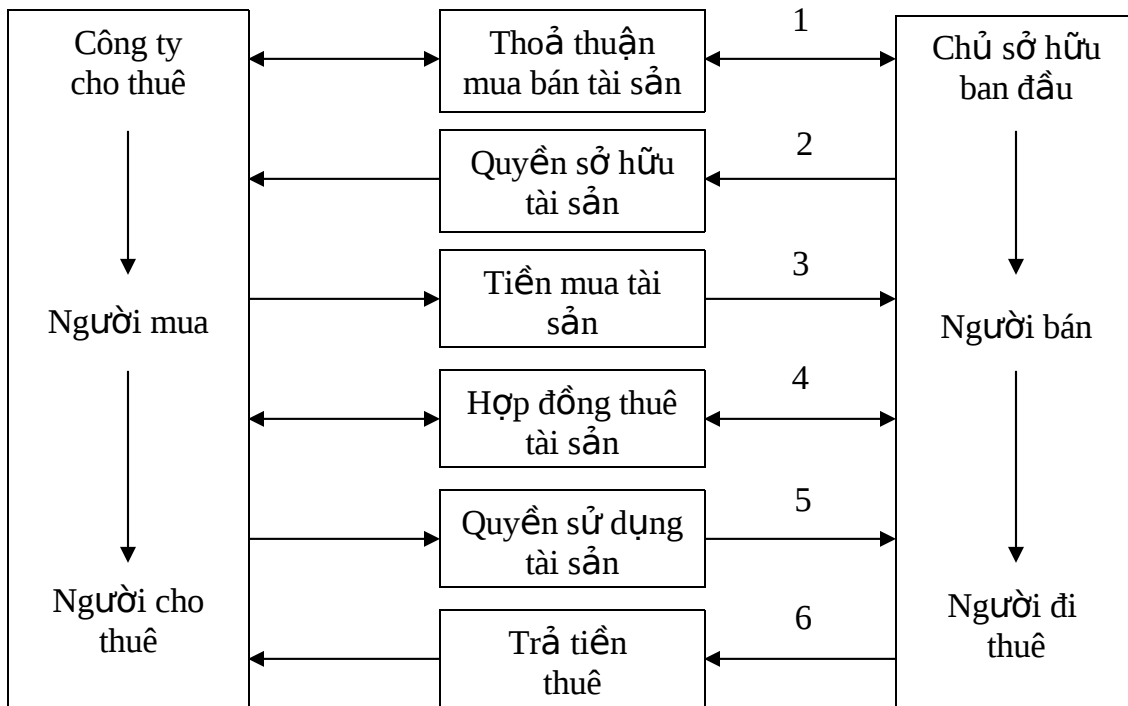 Công ty
cho thuê
Người mua
Người cho
thuê
Thoả thuận
mua bán tài sản
Quyền sở hữu
tài sản
Tiền mua tài
sản
Hợp đồng thuê
tài sản
Quyền sử dụng
tài sản
Trả tiền
thuê
1
2
3
4
5
6
Chủ sở hữu
ban đầu
Người bán
Người đi
thuê